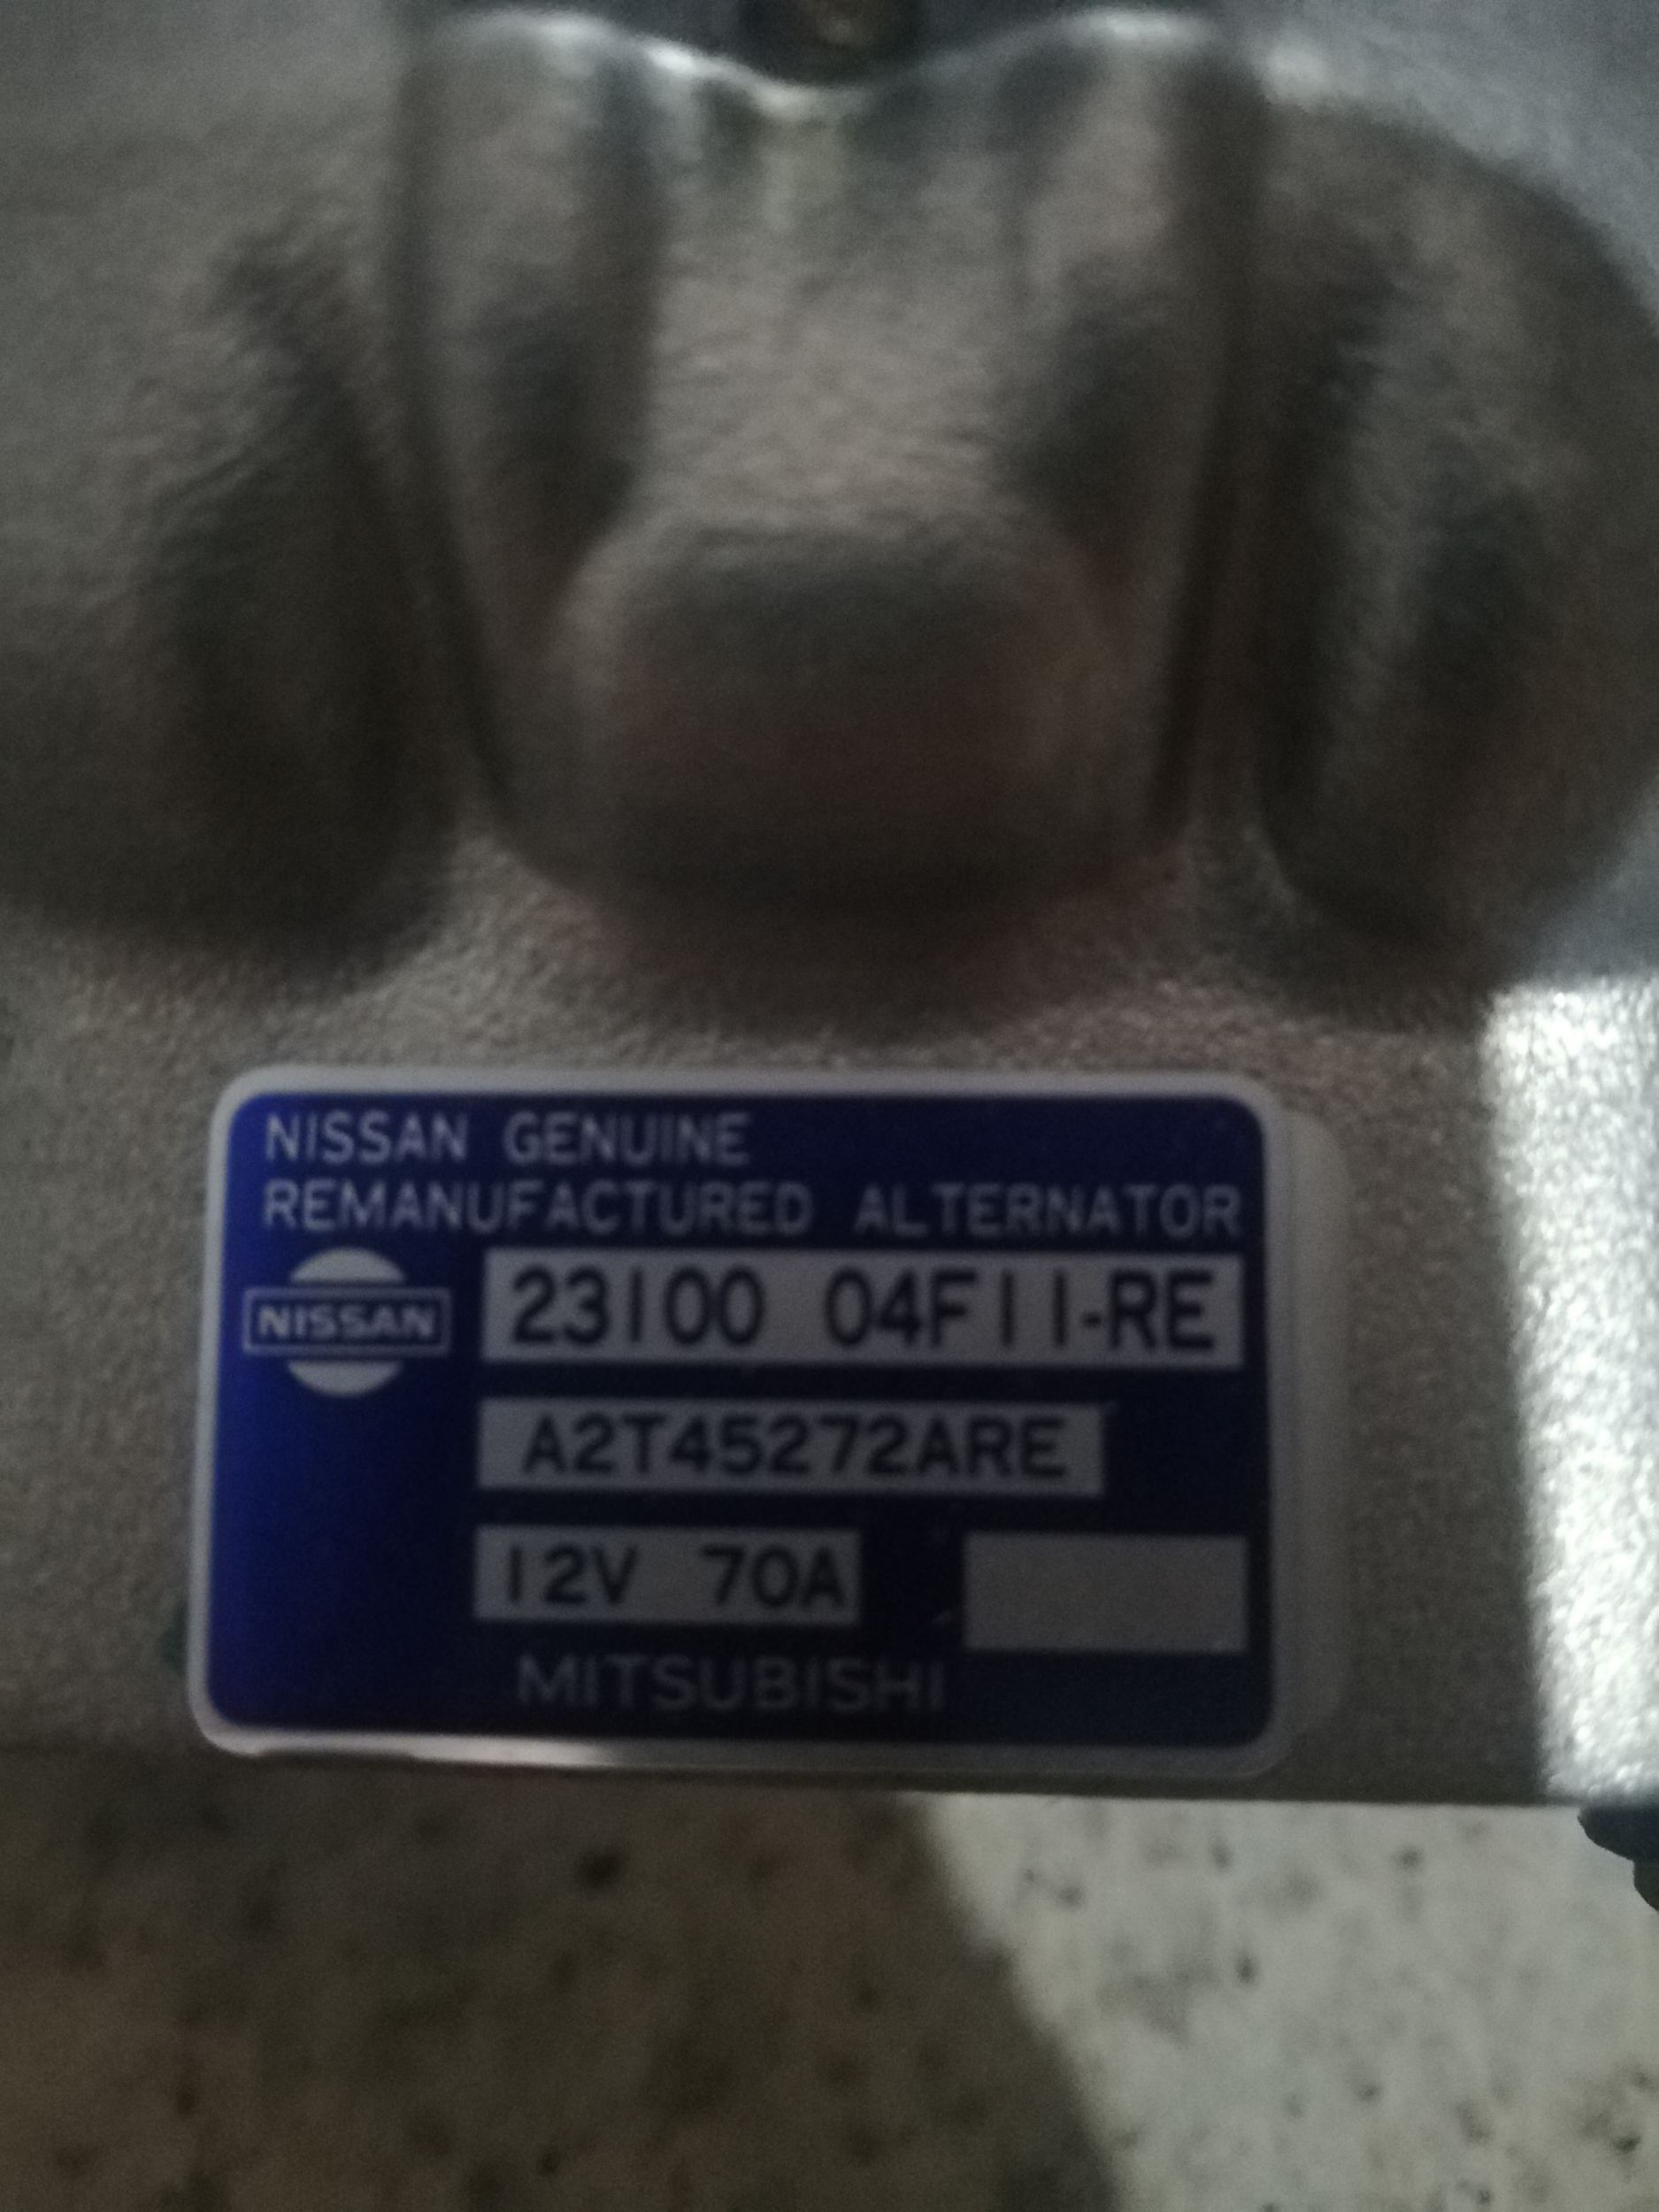 NISSAN GENUINE
REMANUFACTURED ALTERNATOR
NISSAN
23100 04F11-RE
A2T45272ARE
12V 70A
MITSUBISHI